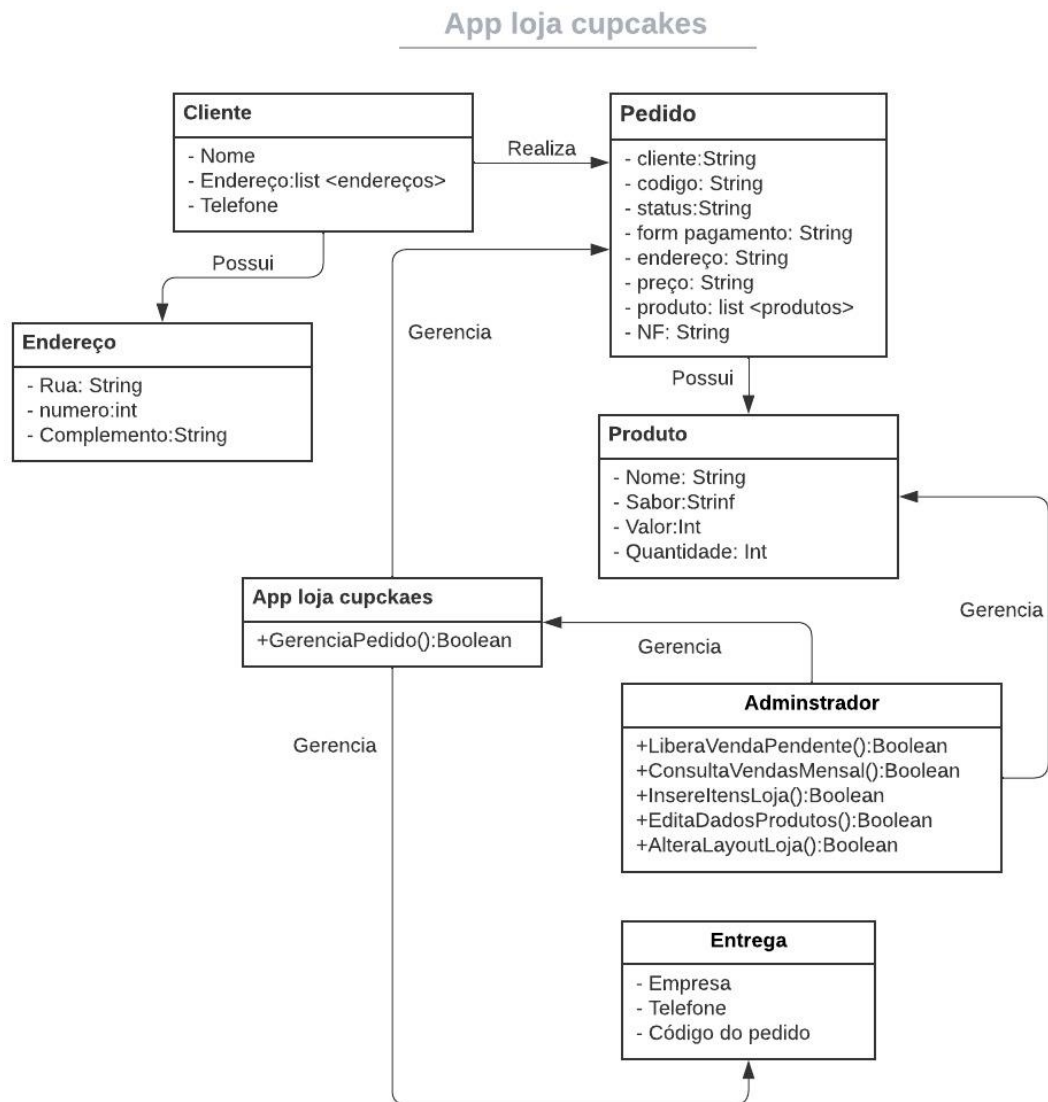 App loja cupcakes
Cliente
- Nome
- Endereço:list <endereços>
- Telefone
Realiza
Pedido
- cliente:String
- codigo: String
- status:String
- form pagamento: String
- endereço: String
- preço: String
- produto: list <produtos>
- NF: String
Possui
Endereço
- Rua: String
- numero:int
- Complemento:String
Gerencia
Possui
Produto
- Nome: String
- Sabor:Strinf
- Valor:Int
- Quantidade: Int
App loja cupckaes
+GerenciaPedido():Boolean
Gerencia
Gerencia
Adminstrador
+LiberaVendaPendente():Boolean
+ConsultaVendasMensal():Boolean
+InsereItensLoja():Boolean
+EditaDadosProdutos():Boolean
+AlteraLayoutLoja():Boolean
Gerencia
Entrega
- Empresa
- Telefone
- Código do pedido